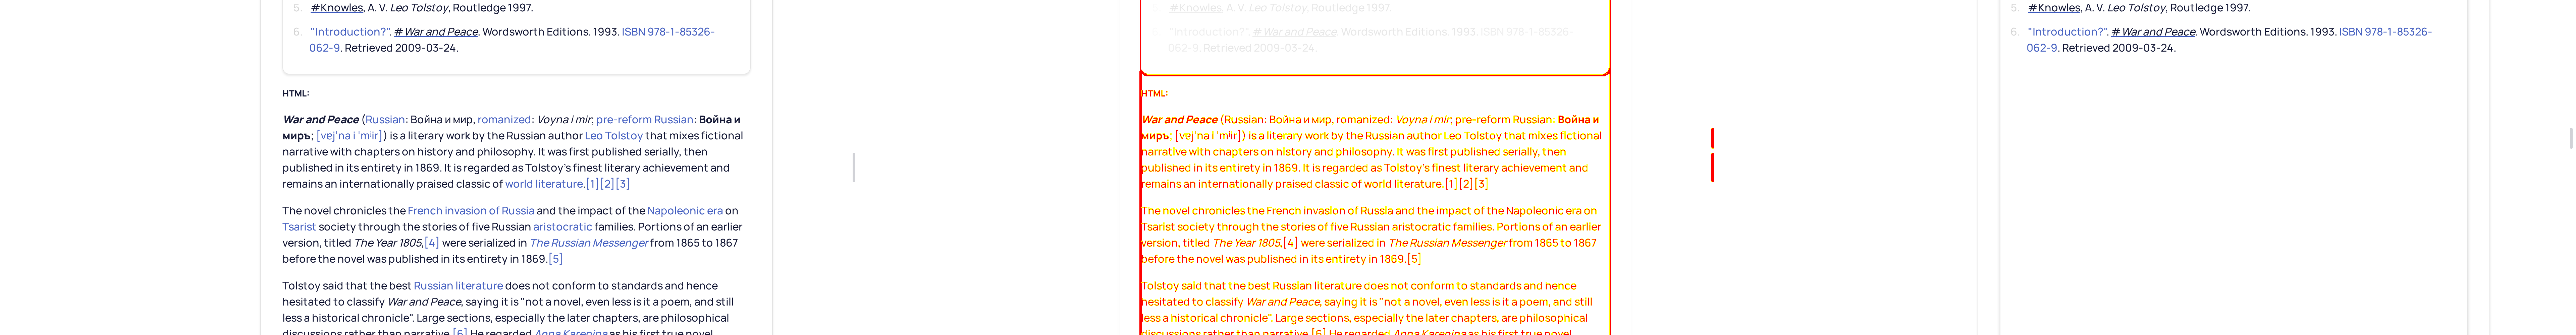 5. #Knowles, A. V. Leo Tolstoy, Routledge 1997.
6. "Introduction?". #War and Peace. Wordsworth Editions. 1993. ISBN 978-1-85326-
062-9. Retrieved 2009-03-24.
HTML:
War and Peace (Russian: Война и мир, romanized: Voyna i mir; pre-reform Russian: Война и
миръ; [vɐjˈna i ˈmʲir]) is a literary work by the Russian author Leo Tolstoy that mixes fictional
narrative with chapters on history and philosophy. It was first published serially, then
published in its entirety in 1869. It is regarded as Tolstoy's finest literary achievement and
remains an internationally praised classic of world literature.[1][2][3]
The novel chronicles the French invasion of Russia and the impact of the Napoleonic era on
Tsarist society through the stories of five Russian aristocratic families. Portions of an earlier
version, titled The Year 1805,[4] were serialized in The Russian Messenger from 1865 to 1867
before the novel was published in its entirety in 1869.[5]
Tolstoy said that the best Russian literature does not conform to standards and hence
hesitated to classify War and Peace, saying it is "not a novel, even less is it a poem, and still
less a historical chronicle". Large sections, especially the later chapters, are philosophical
discussions rather than narrative.[6] He regarded Anna Karenina as his first true novel.
5. #Knowles, A. V. Leo Tolstoy, Routledge 1997.
6. "Introduction?". #War and Peace. Wordsworth Editions. 1993. ISBN 978-1-85326-
062-9. Retrieved 2009-03-24.
HTML:
War and Peace (Russian: Война и мир, romanized: Voyna i mir; pre-reform Russian: Война и
миръ; [vɐjˈna i ˈmʲir]) is a literary work by the Russian author Leo Tolstoy that mixes fictional
narrative with chapters on history and philosophy. It was first published serially, then
published in its entirety in 1869. It is regarded as Tolstoy's finest literary achievement and
remains an internationally praised classic of world literature.[1][2][3]
The novel chronicles the French invasion of Russia and the impact of the Napoleonic era on
Tsarist society through the stories of five Russian aristocratic families. Portions of an earlier
version, titled The Year 1805,[4] were serialized in The Russian Messenger from 1865 to 1867
before the novel was published in its entirety in 1869.[5]
Tolstoy said that the best Russian literature does not conform to standards and hence
hesitated to classify War and Peace, saying it is "not a novel, even less is it a poem, and still
less a historical chronicle". Large sections, especially the later chapters, are philosophical
discussions rather than narrative.[6] He regarded Anna Karenina as his first true novel.
5. #Knowles, A. V. Leo Tolstoy, Routledge 1997.
6. "Introduction?". #War and Peace. Wordsworth Editions. 1993. ISBN 978-1-85326-
062-9. Retrieved 2009-03-24.